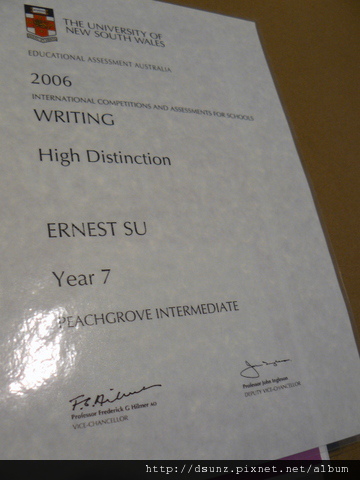 THE UNIVERSITY OF
NEW SOUTH WALES
EDUCATIONAL ASSESSMENT AUSTRALIA
2006
INTERNATIONAL COMPETITIONS AND ASSESSMENTS FOR SCHOOLS
WRITING
High Distinction
ERNEST SU
Year 7
PEACHGROVE INTERMEDIATE
Professor Frederick G Hilmer AO
VICE-CHANCELLOR
Professor John Ingleson
DEPUTY VICE-CHANCELLOR
http://dsunz.pixnet.net/album